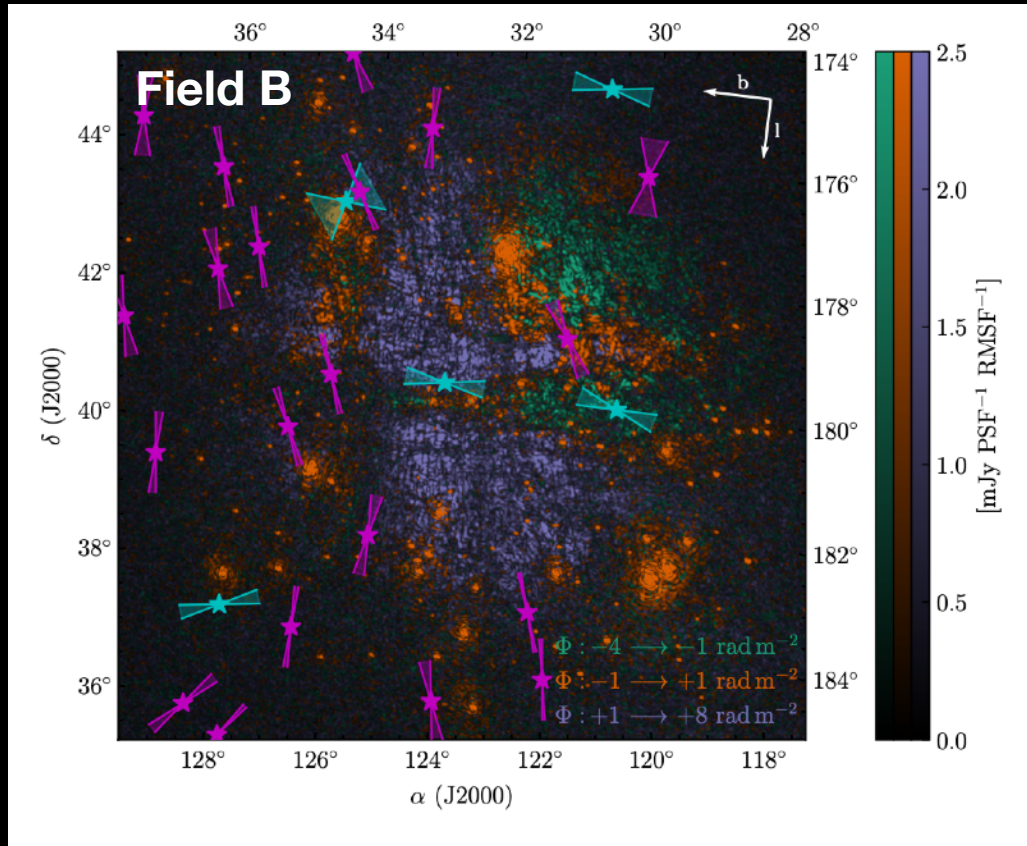 36° 34° 32° 30° 28°
Field B
b
l
174°
176°
178°
180°
182°
184°
44°
42°
40°
38°
36°
δ (J2000)
Φ : −4 ⟶ −1 rad m⁻²
Φ : −1 ⟶ +1 rad m⁻²
Φ : +1 ⟶ +8 rad m⁻²
128° 126° 124° 122° 120° 118°
α (J2000)
2.5
2.0
1.5
1.0
0.5
0.0
[mJy PSF⁻¹ RMSF⁻¹]